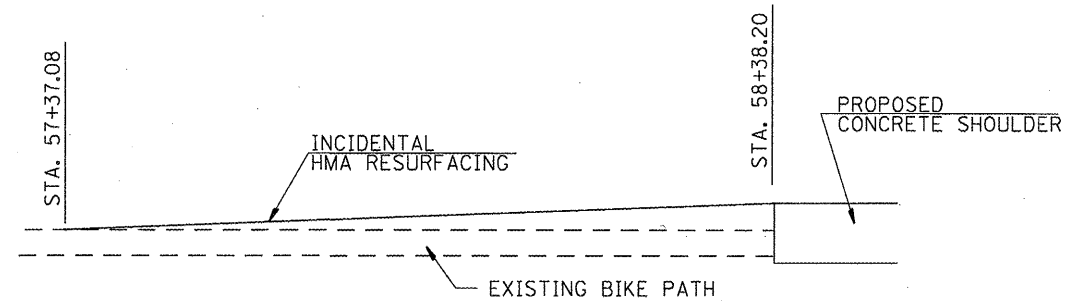 STA. 57+37.08
INCIDENTAL
HMA RESURFACING
STA. 58+38.20
PROPOSED
CONCRETE SHOULDER
EXISTING BIKE PATH